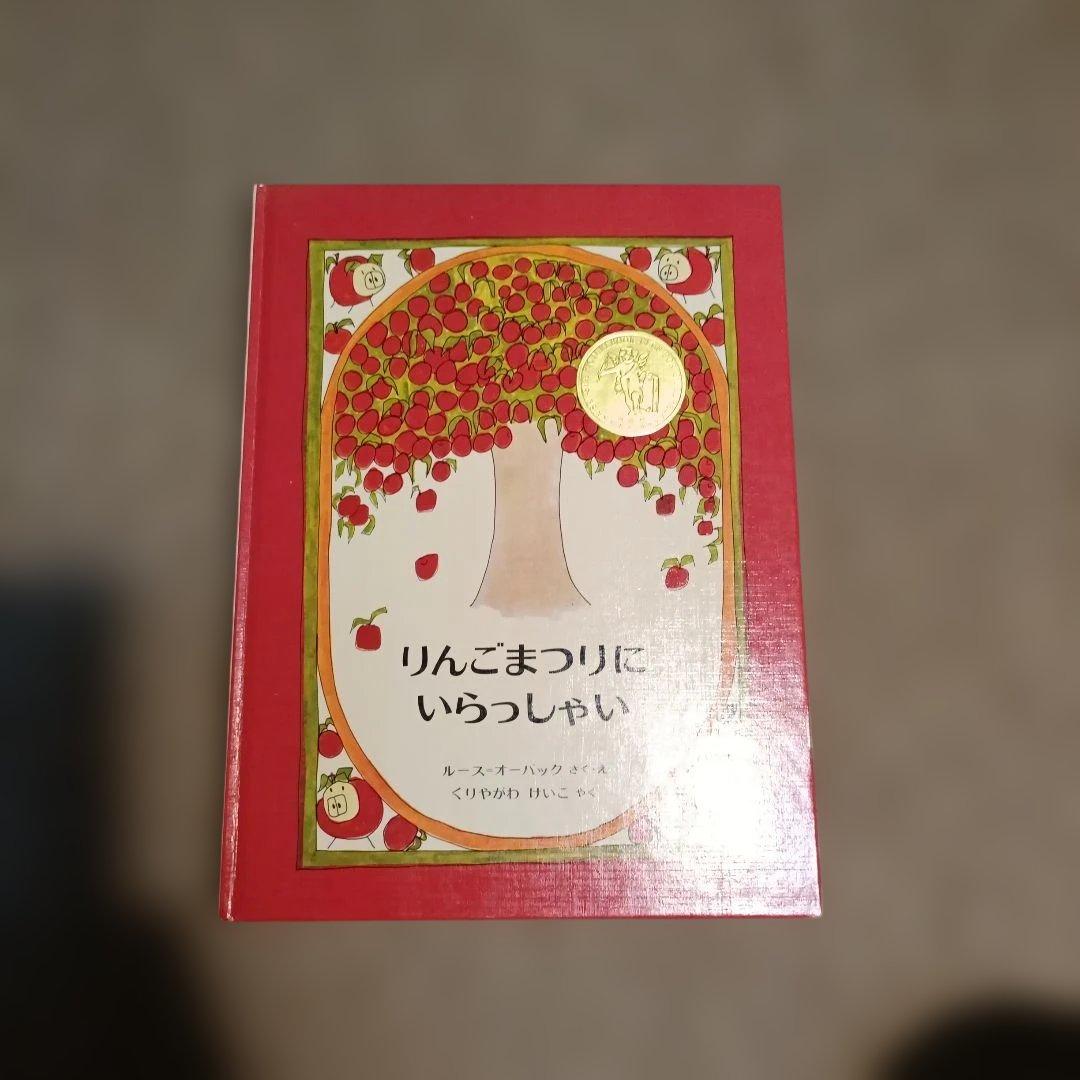 りんごまつりに
いらっしゃい
ルース=オーバック さく・え
くりやがわ けいこ やく